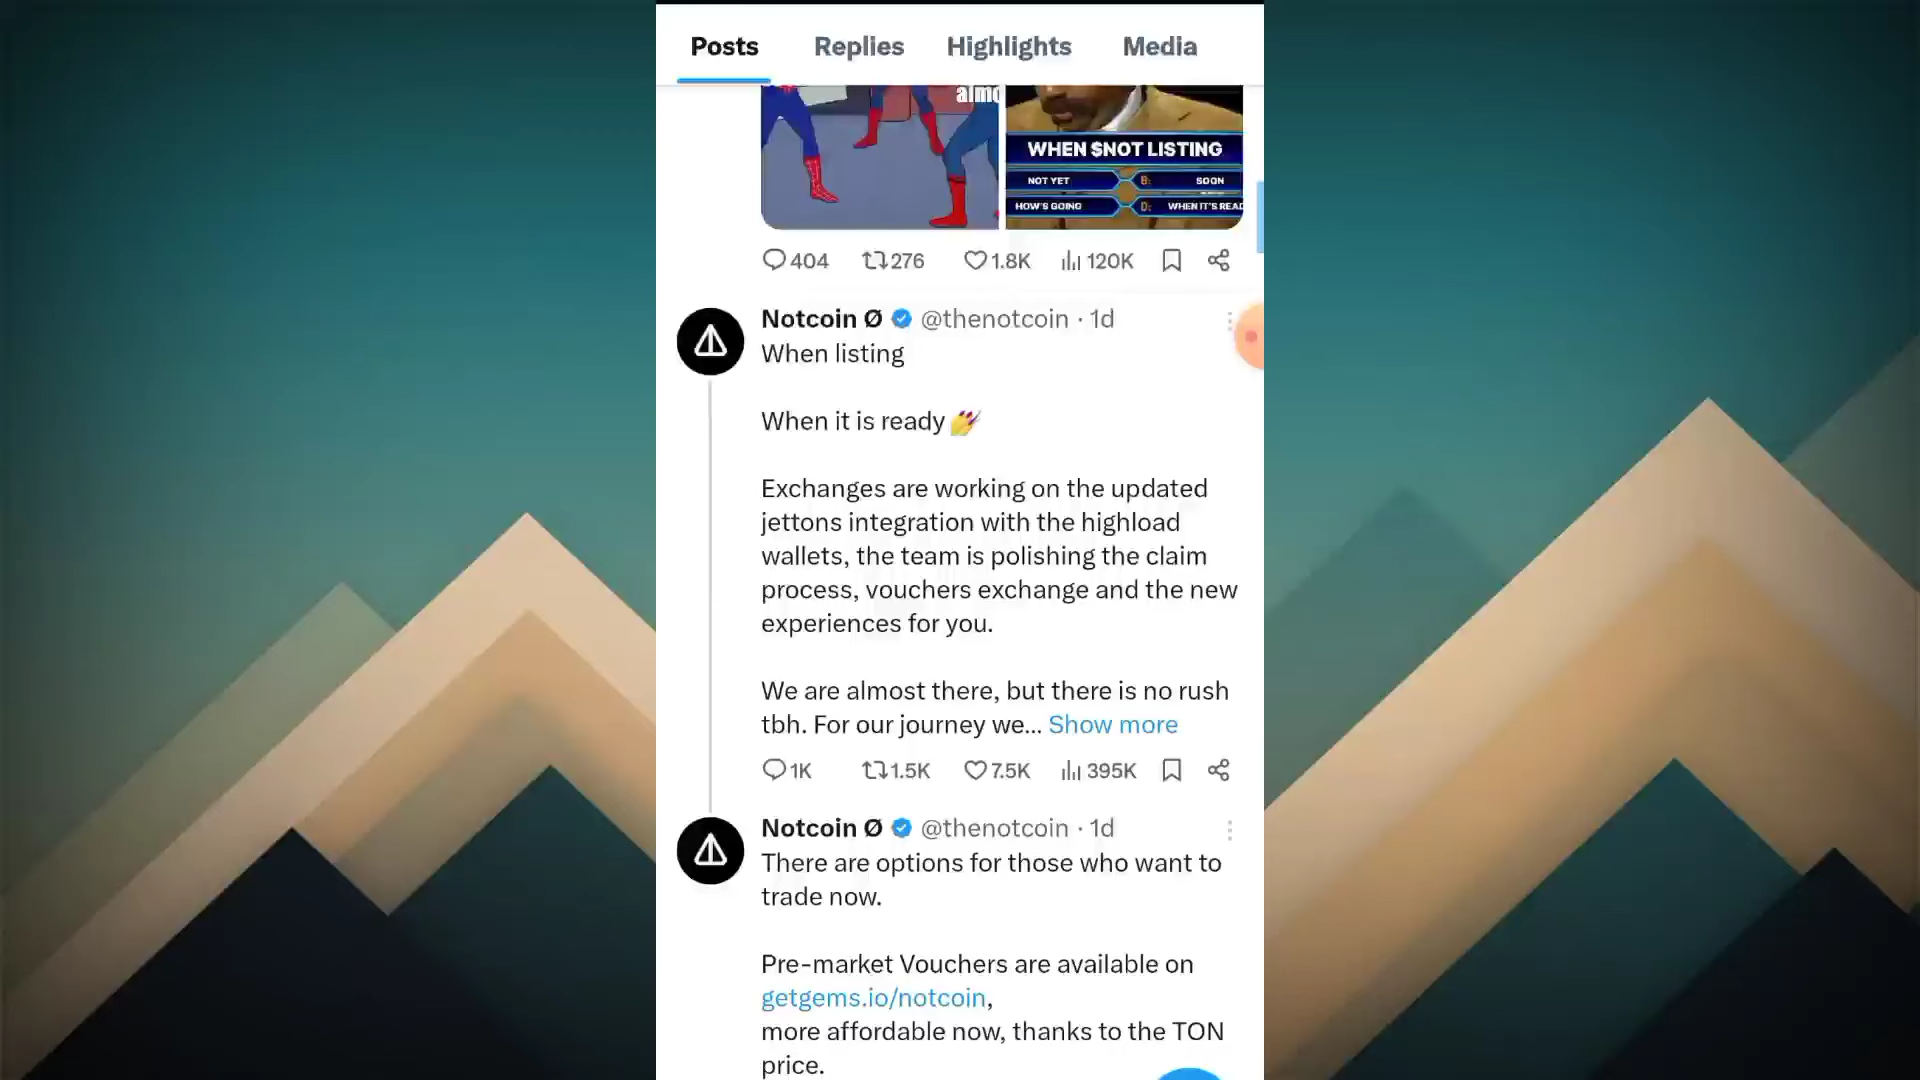 Posts Replies Highlights Media
WHEN $NOT LISTING
NOT YET B: SOON
HOW'S GOING D: WHEN IT'S
404 276 1.8K 120K
Notcoin Ø @thenotcoin · 1d
When listing
When it is ready 💅
Exchanges are working on the updated
jettons integration with the highload
wallets, the team is polishing the claim
process, vouchers exchange and the new
experiences for you.
We are almost there, but there is no rush
tbh. For our journey we... Show more
1K 1.5K 7.5K 395K
Notcoin Ø @thenotcoin · 1d
There are options for those who want to
trade now.
Pre-market Vouchers are available on
getgems.io/notcoin,
more affordable now, thanks to the TON
price.